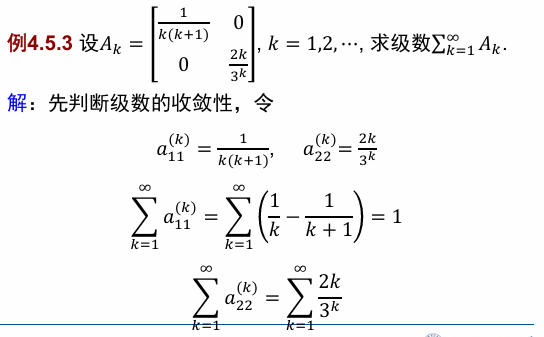 例4.5.3 设$A_k = \begin{bmatrix} \frac{1}{k(k+1)} & 0 \\ 0 & \frac{2k}{3^k} \end{bmatrix}$, $k = 1,2,\cdots$, 求级数$\sum_{k=1}^{\infty} A_k$.
解：先判断级数的收敛性，令
$a_{11}^{(k)} = \frac{1}{k(k+1)}, \quad a_{22}^{(k)} = \frac{2k}{3^k}$
$\sum_{k=1}^{\infty} a_{11}^{(k)} = \sum_{k=1}^{\infty} \left( \frac{1}{k} - \frac{1}{k+1} \right) = 1$
$\sum_{k=1}^{\infty} a_{22}^{(k)} = \sum_{k=1}^{\infty} \frac{2k}{3^k}$